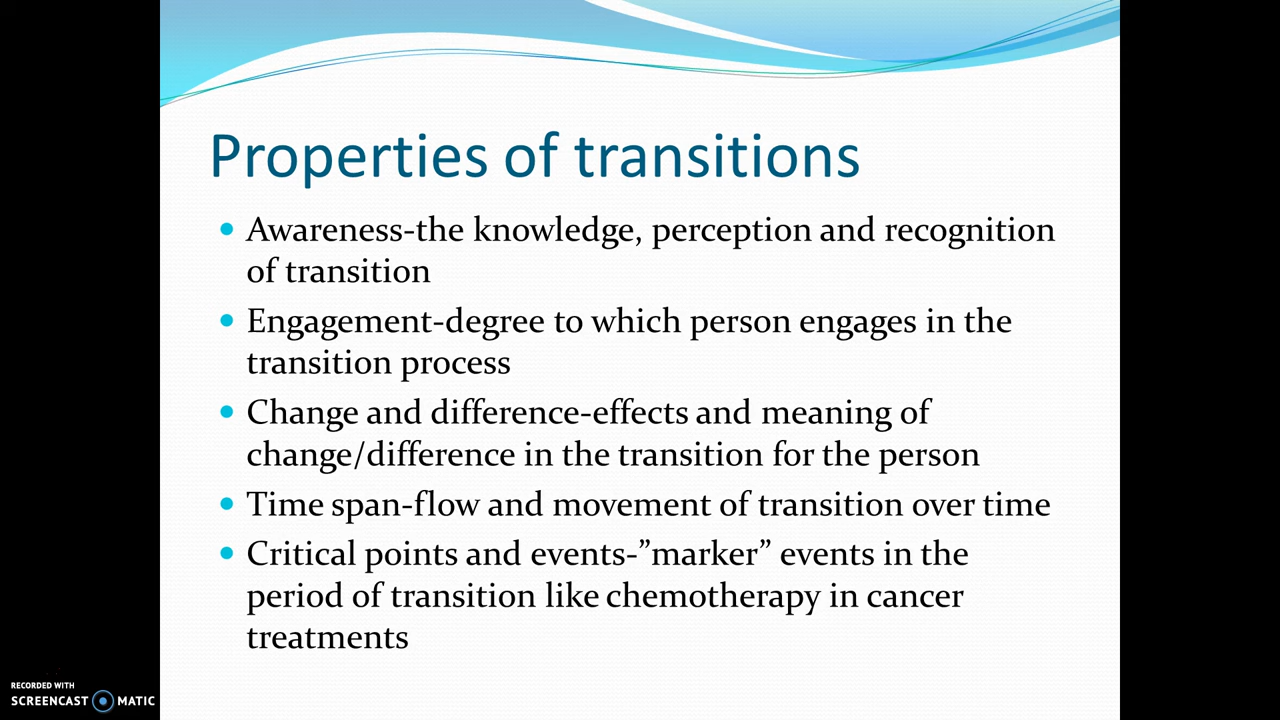 Properties of transitions
Awareness-the knowledge, perception and recognition
of transition
Engagement-degree to which person engages in the
transition process
Change and difference-effects and meaning of
change/difference in the transition for the person
Time span-flow and movement of transition over time
Critical points and events-”marker” events in the
period of transition like chemotherapy in cancer
treatments
RECORDED WITH
SCREENCAST MATIC